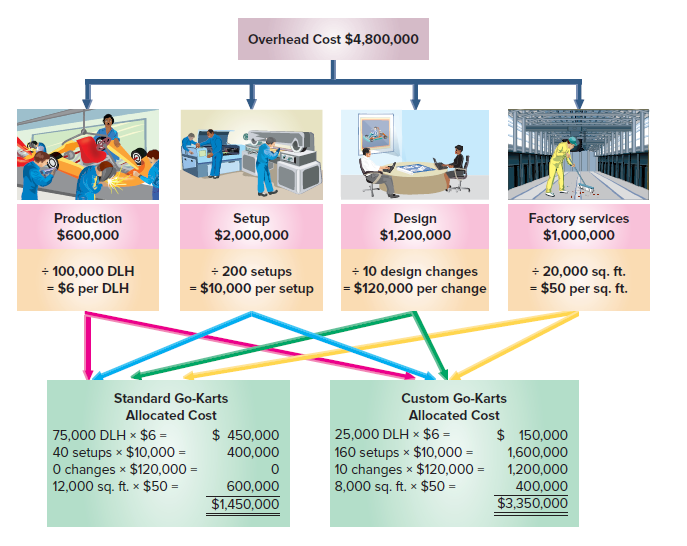 Overhead Cost $4,800,000
Production
$600,000
÷ 100,000 DLH
= $6 per DLH
Setup
$2,000,000
÷ 200 setups
= $10,000 per setup
Design
$1,200,000
÷ 10 design changes
= $120,000 per change
Factory services
$1,000,000
÷ 20,000 sq. ft.
= $50 per sq. ft.
Standard Go-Karts
Allocated Cost
75,000 DLH × $6 = $ 450,000
40 setups × $10,000 = 400,000
0 changes × $120,000 = 0
12,000 sq. ft. × $50 = 600,000
$1,450,000
Custom Go-Karts
Allocated Cost
25,000 DLH × $6 = $ 150,000
160 setups × $10,000 = 1,600,000
10 changes × $120,000 = 1,200,000
8,000 sq. ft. × $50 = 400,000
$3,350,000